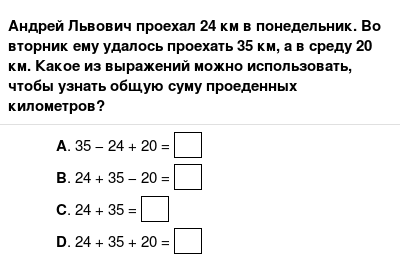 Андрей Львович проехал 24 км в понедельник. Во
вторник ему удалось проехать 35 км, а в среду 20
км. Какое из выражений можно использовать,
чтобы узнать общую суму проеденных
километров?
A. 35 – 24 + 20 =
B. 24 + 35 – 20 =
C. 24 + 35 =
D. 24 + 35 + 20 =